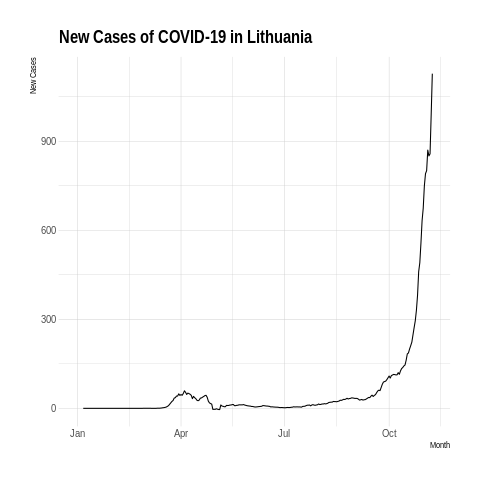 New Cases of COVID-19 in Lithuania
New Cases
900
600
300
0
Jan Apr Jul Oct
Month